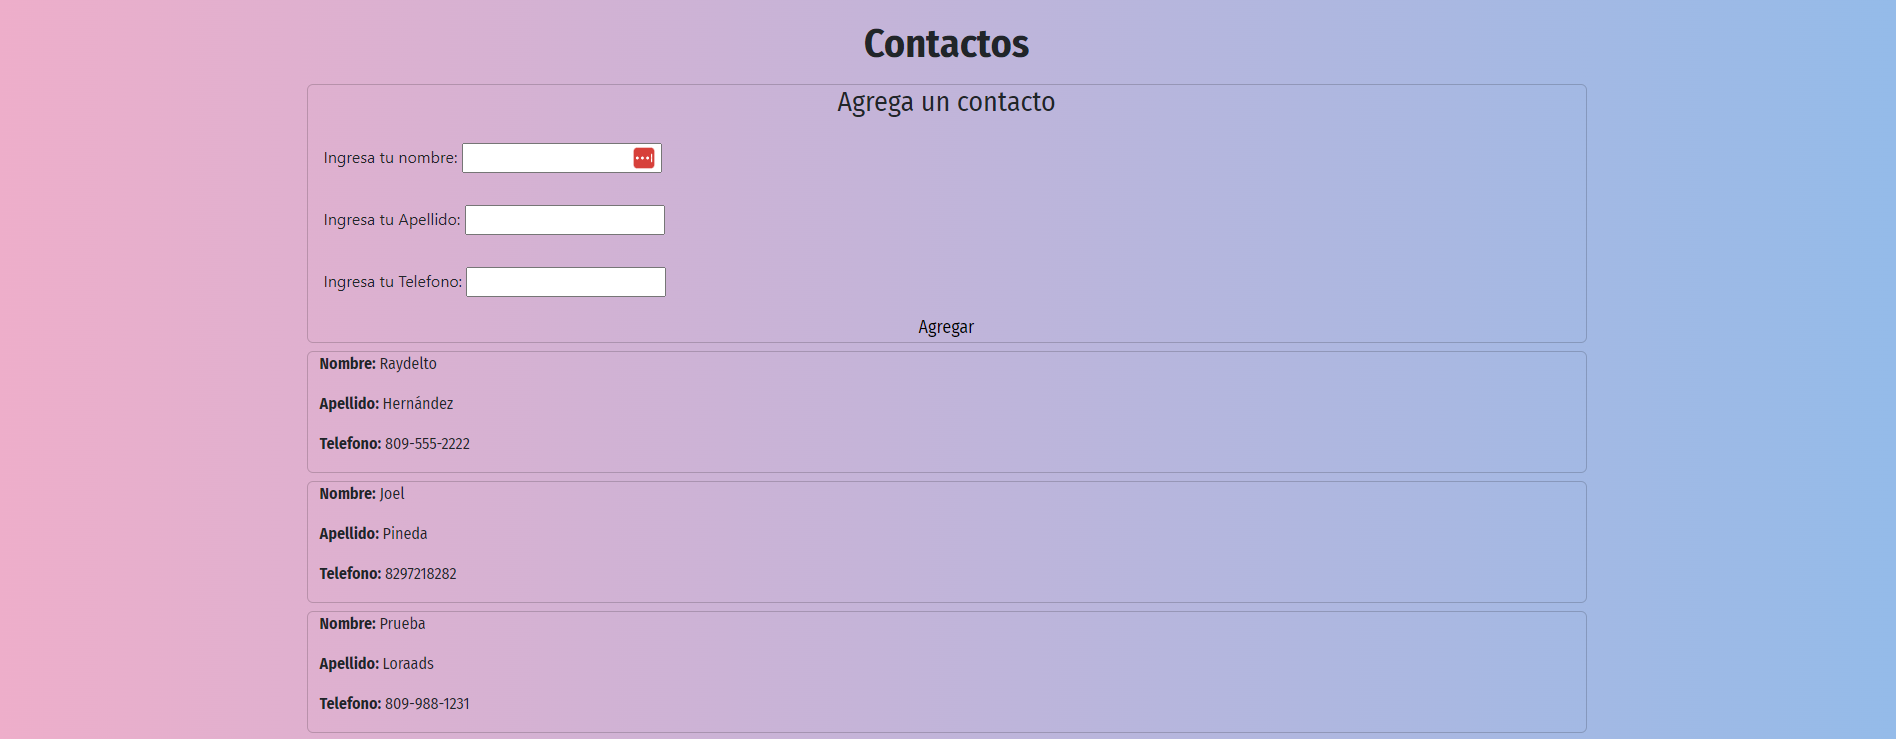 Contactos
Agrega un contacto
Ingresa tu nombre:
Ingresa tu Apellido:
Ingresa tu Telefono:
Agregar
Nombre: Raydelto
Apellido: Hernández
Telefono: 809-555-2222
Nombre: Joel
Apellido: Pineda
Telefono: 8297218282
Nombre: Prueba
Apellido: Loraads
Telefono: 809-988-1231